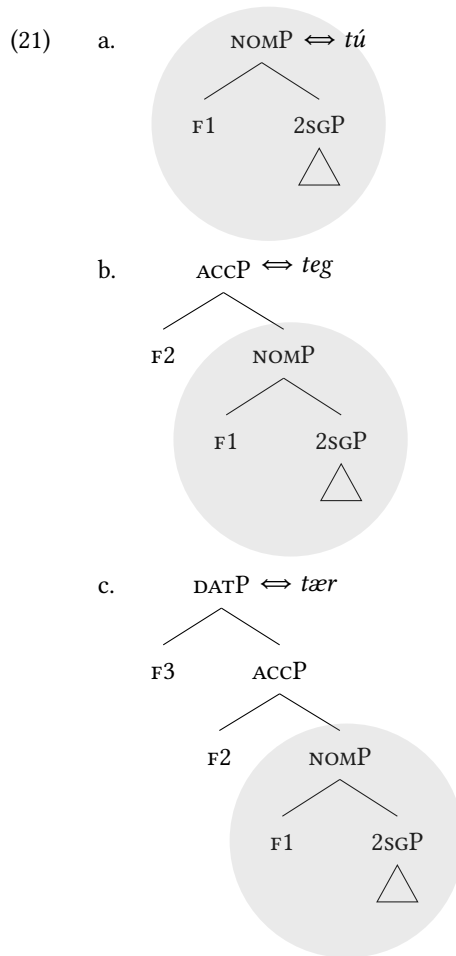 (21) a. NOMP ⇔ tú
F1 2SGP
b. ACCP ⇔ teg
F2 NOMP
F1 2SGP
c. DATP ⇔ tær
F3 ACCP
F2 NOMP
F1 2SGP